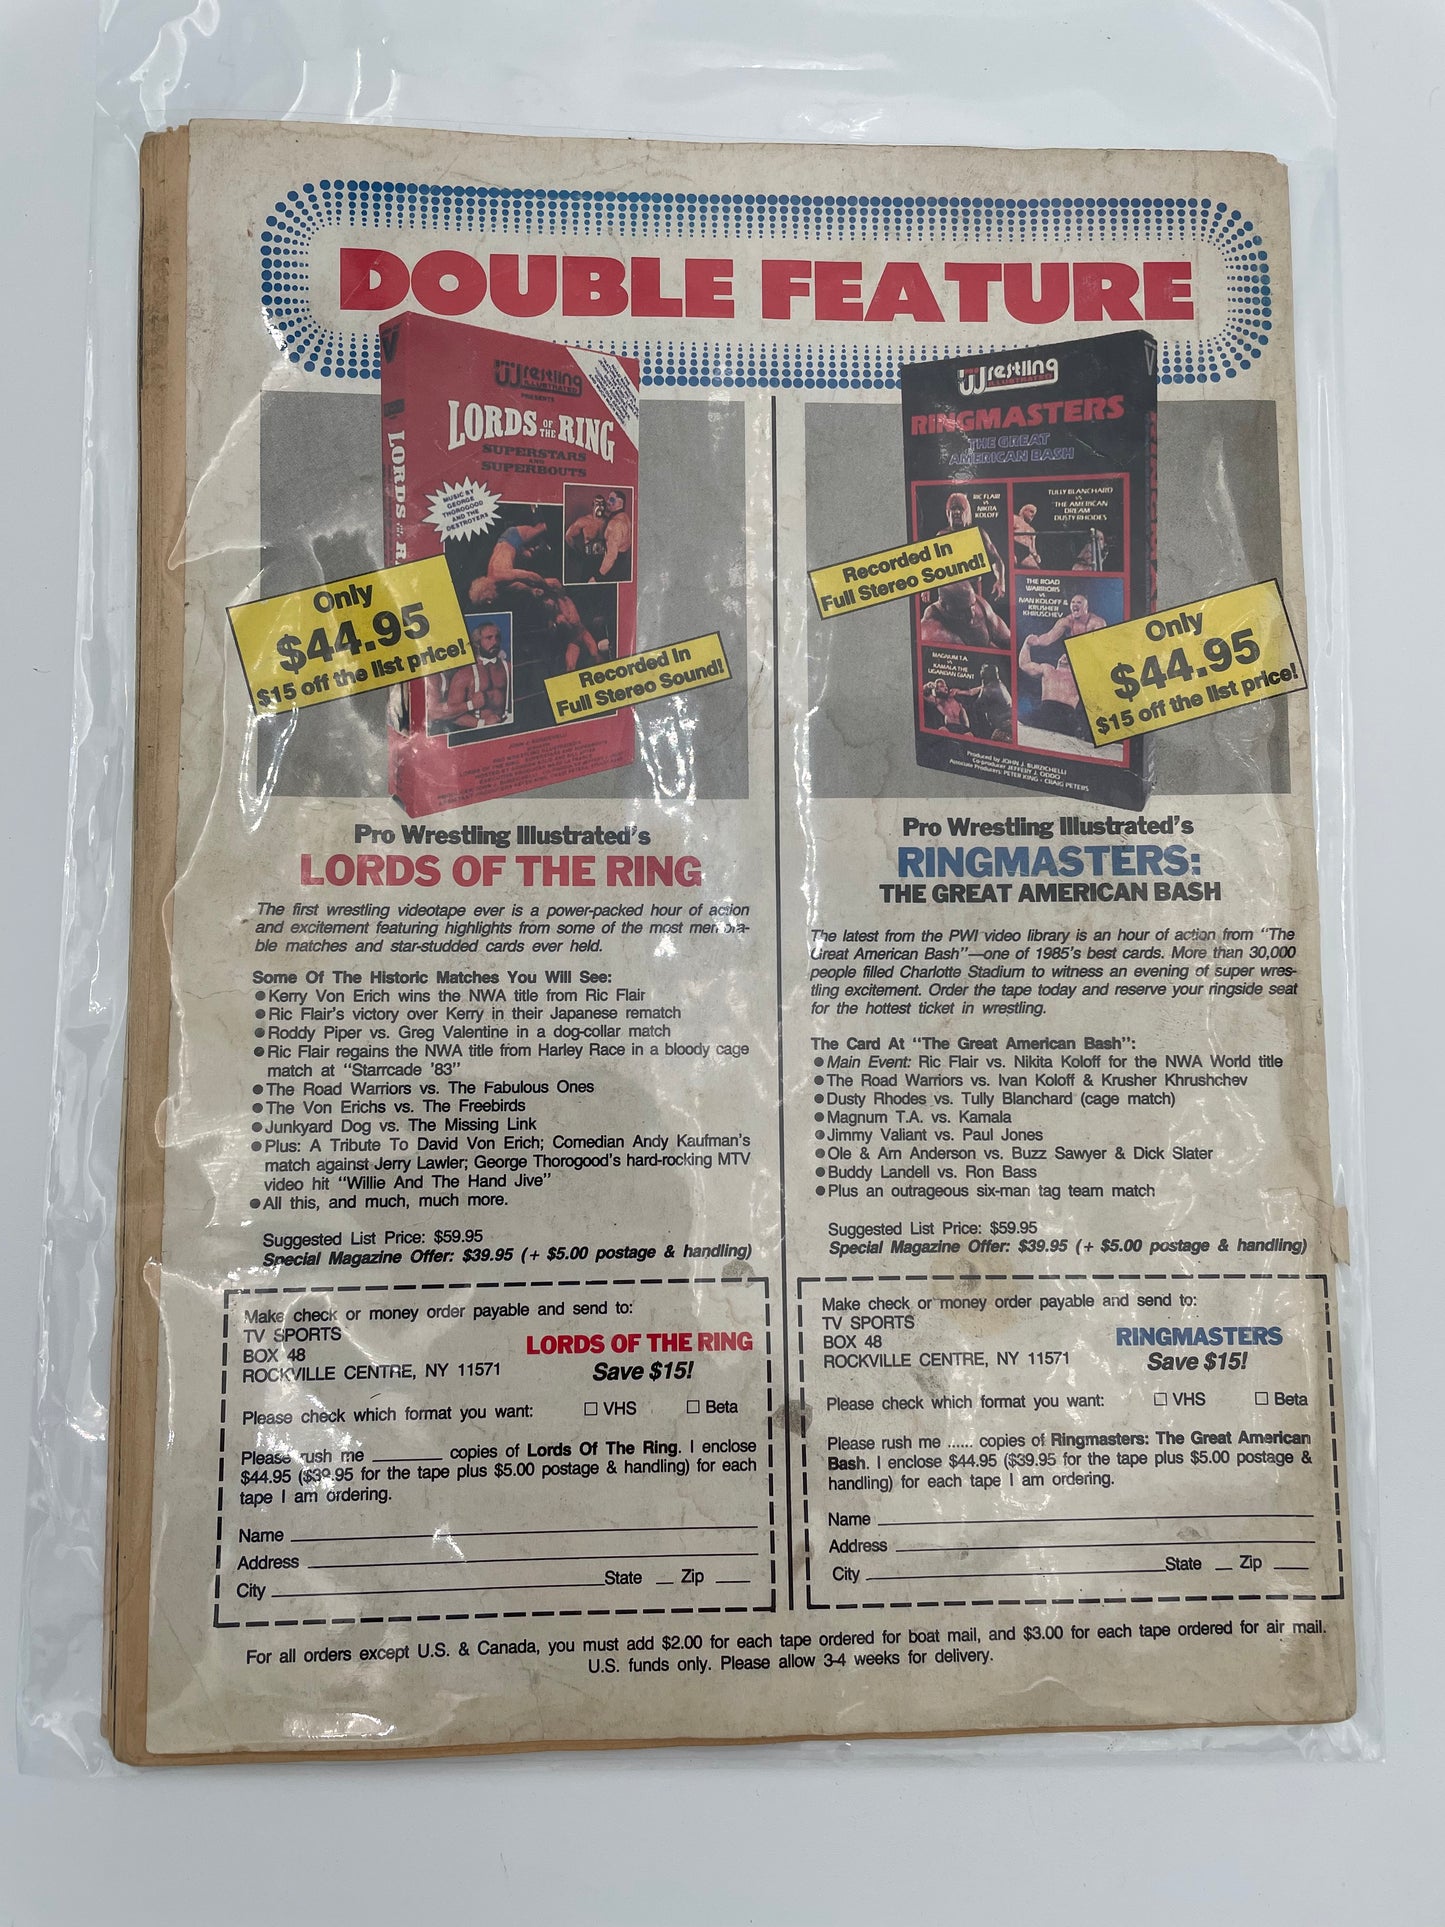 DOUBLE FEATURE
Wrestling
ILLUSTRATED
PRESENTS
LORDS OF THE RING
SUPERSTARS
AND
SUPERBOUTS
MUSIC BY
GEORGE
THOROGOOD
AND THE
DESTROYERS
LORDS
Only
$44.95
$15 off the list price!
Recorded In
Full Stereo Sound!
Wrestling
ILLUSTRATED
RINGMASTERS
THE GREAT
AMERICAN BASH
RIC FLAIR
VS
NIKITA
KOLOFF
TULLY BLANCHARD
VS
THE AMERICAN
DREAM
DUSTY RHODES
THE ROAD
WARRIORS
VS
IVAN KOLOFF &
KRUSHER
KHRUSCHEV
MAGNUM T.A.
VS
KAMALA THE
UGANDAN GIANT
Produced by JOHN J. BURZICHELLI
Co-producer JEFFERY J. ODDO
Associate Producers: PETER KING - CRAIG PETERS
Recorded In
Full Stereo Sound!
Only
$44.95
$15 off the list price!
Pro Wrestling Illustrated's
LORDS OF THE RING
The first wrestling videotape ever is a power-packed hour of action
and excitement featuring highlights from some of the most memora-
ble matches and star-studded cards ever held.
Some Of The Historic Matches You Will See:
● Kerry Von Erich wins the NWA title from Ric Flair
● Ric Flair's victory over Kerry in their Japanese rematch
● Roddy Piper vs. Greg Valentine in a dog-collar match
● Ric Flair regains the NWA title from Harley Race in a bloody cage
match at "Starrcade '83"
● The Road Warriors vs. The Fabulous Ones
● The Von Erichs vs. The Freebirds
● Junkyard Dog vs. The Missing Link
● Plus: A Tribute To David Von Erich; Comedian Andy Kaufman's
match against Jerry Lawler; George Thorogood's hard-rocking MTV
video hit "Willie And The Hand Jive"
● All this, and much, much more.
Suggested List Price: $59.95
Special Magazine Offer: $39.95 (+ $5.00 postage & handling)
Make check or money order payable and send to:
TV SPORTS
BOX 48
ROCKVILLE CENTRE, NY 11571
LORDS OF THE RING
Save $15!
Please check which format you want: □ VHS □ Beta
Please rush me ________ copies of Lords Of The Ring. I enclose
$44.95 ($39.95 for the tape plus $5.00 postage & handling) for each
tape I am ordering.
Name
Address
City State Zip
Pro Wrestling Illustrated's
RINGMASTERS:
THE GREAT AMERICAN BASH
The latest from the PWI video library is an hour of action from "The
Great American Bash"—one of 1985's best cards. More than 30,000
people filled Charlotte Stadium to witness an evening of super wres-
tling excitement. Order the tape today and reserve your ringside seat
for the hottest ticket in wrestling.
The Card At "The Great American Bash":
● Main Event: Ric Flair vs. Nikita Koloff for the NWA World title
● The Road Warriors vs. Ivan Koloff & Krusher Khrushchev
● Dusty Rhodes vs. Tully Blanchard (cage match)
● Magnum T.A. vs. Kamala
● Jimmy Valiant vs. Paul Jones
● Ole & Arn Anderson vs. Buzz Sawyer & Dick Slater
● Buddy Landell vs. Ron Bass
● Plus an outrageous six-man tag team match
Suggested List Price: $59.95
Special Magazine Offer: $39.95 (+ $5.00 postage & handling)
Make check or money order payable and send to:
TV SPORTS
BOX 48
ROCKVILLE CENTRE, NY 11571
RINGMASTERS
Save $15!
Please check which format you want: □ VHS □ Beta
Please rush me ...... copies of Ringmasters: The Great American
Bash. I enclose $44.95 ($39.95 for the tape plus $5.00 postage &
handling) for each tape I am ordering.
Name
Address
City State Zip
For all orders except U.S. & Canada, you must add $2.00 for each tape ordered for boat mail, and $3.00 for each tape ordered for air mail.
U.S. funds only. Please allow 3-4 weeks for delivery.